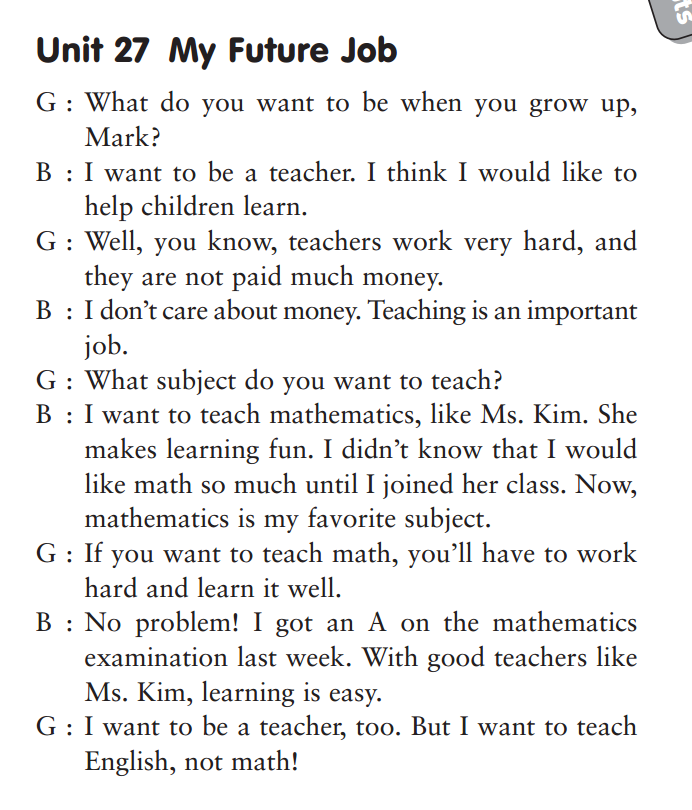 ts
Unit 27 My Future Job
G : What do you want to be when you grow up,
Mark?
B : I want to be a teacher. I think I would like to
help children learn.
G : Well, you know, teachers work very hard, and
they are not paid much money.
B : I don't care about money. Teaching is an important
job.
G : What subject do you want to teach?
B : I want to teach mathematics, like Ms. Kim. She
makes learning fun. I didn't know that I would
like math so much until I joined her class. Now,
mathematics is my favorite subject.
G : If you want to teach math, you'll have to work
hard and learn it well.
B : No problem! I got an A on the mathematics
examination last week. With good teachers like
Ms. Kim, learning is easy.
G : I want to be a teacher, too. But I want to teach
English, not math!